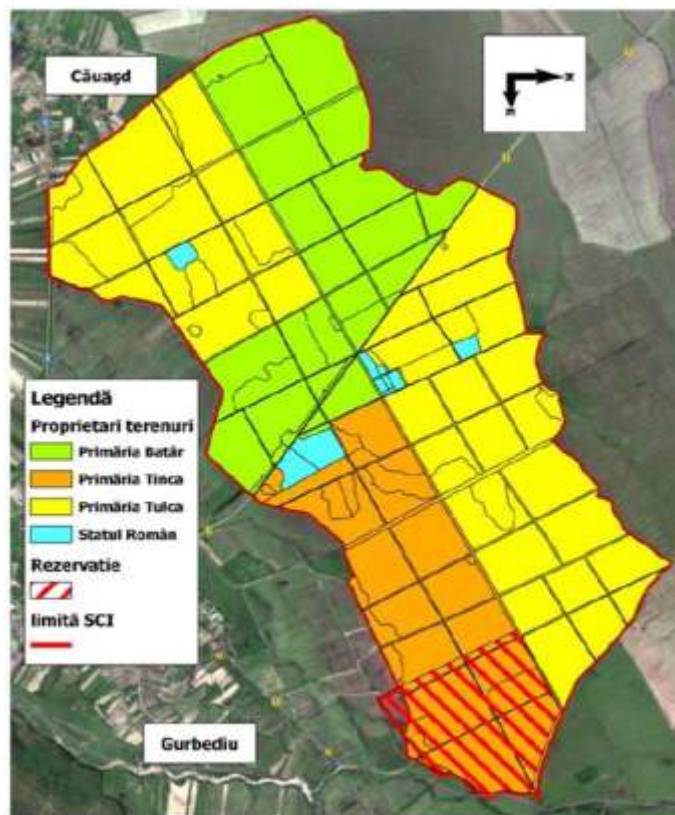 Căuașd
Legendă
Proprietari terenuri
Primăria Batăr
Primăria Tinca
Primăria Tulca
Statul Român
Rezervatie
limită SCI
Gurbediu